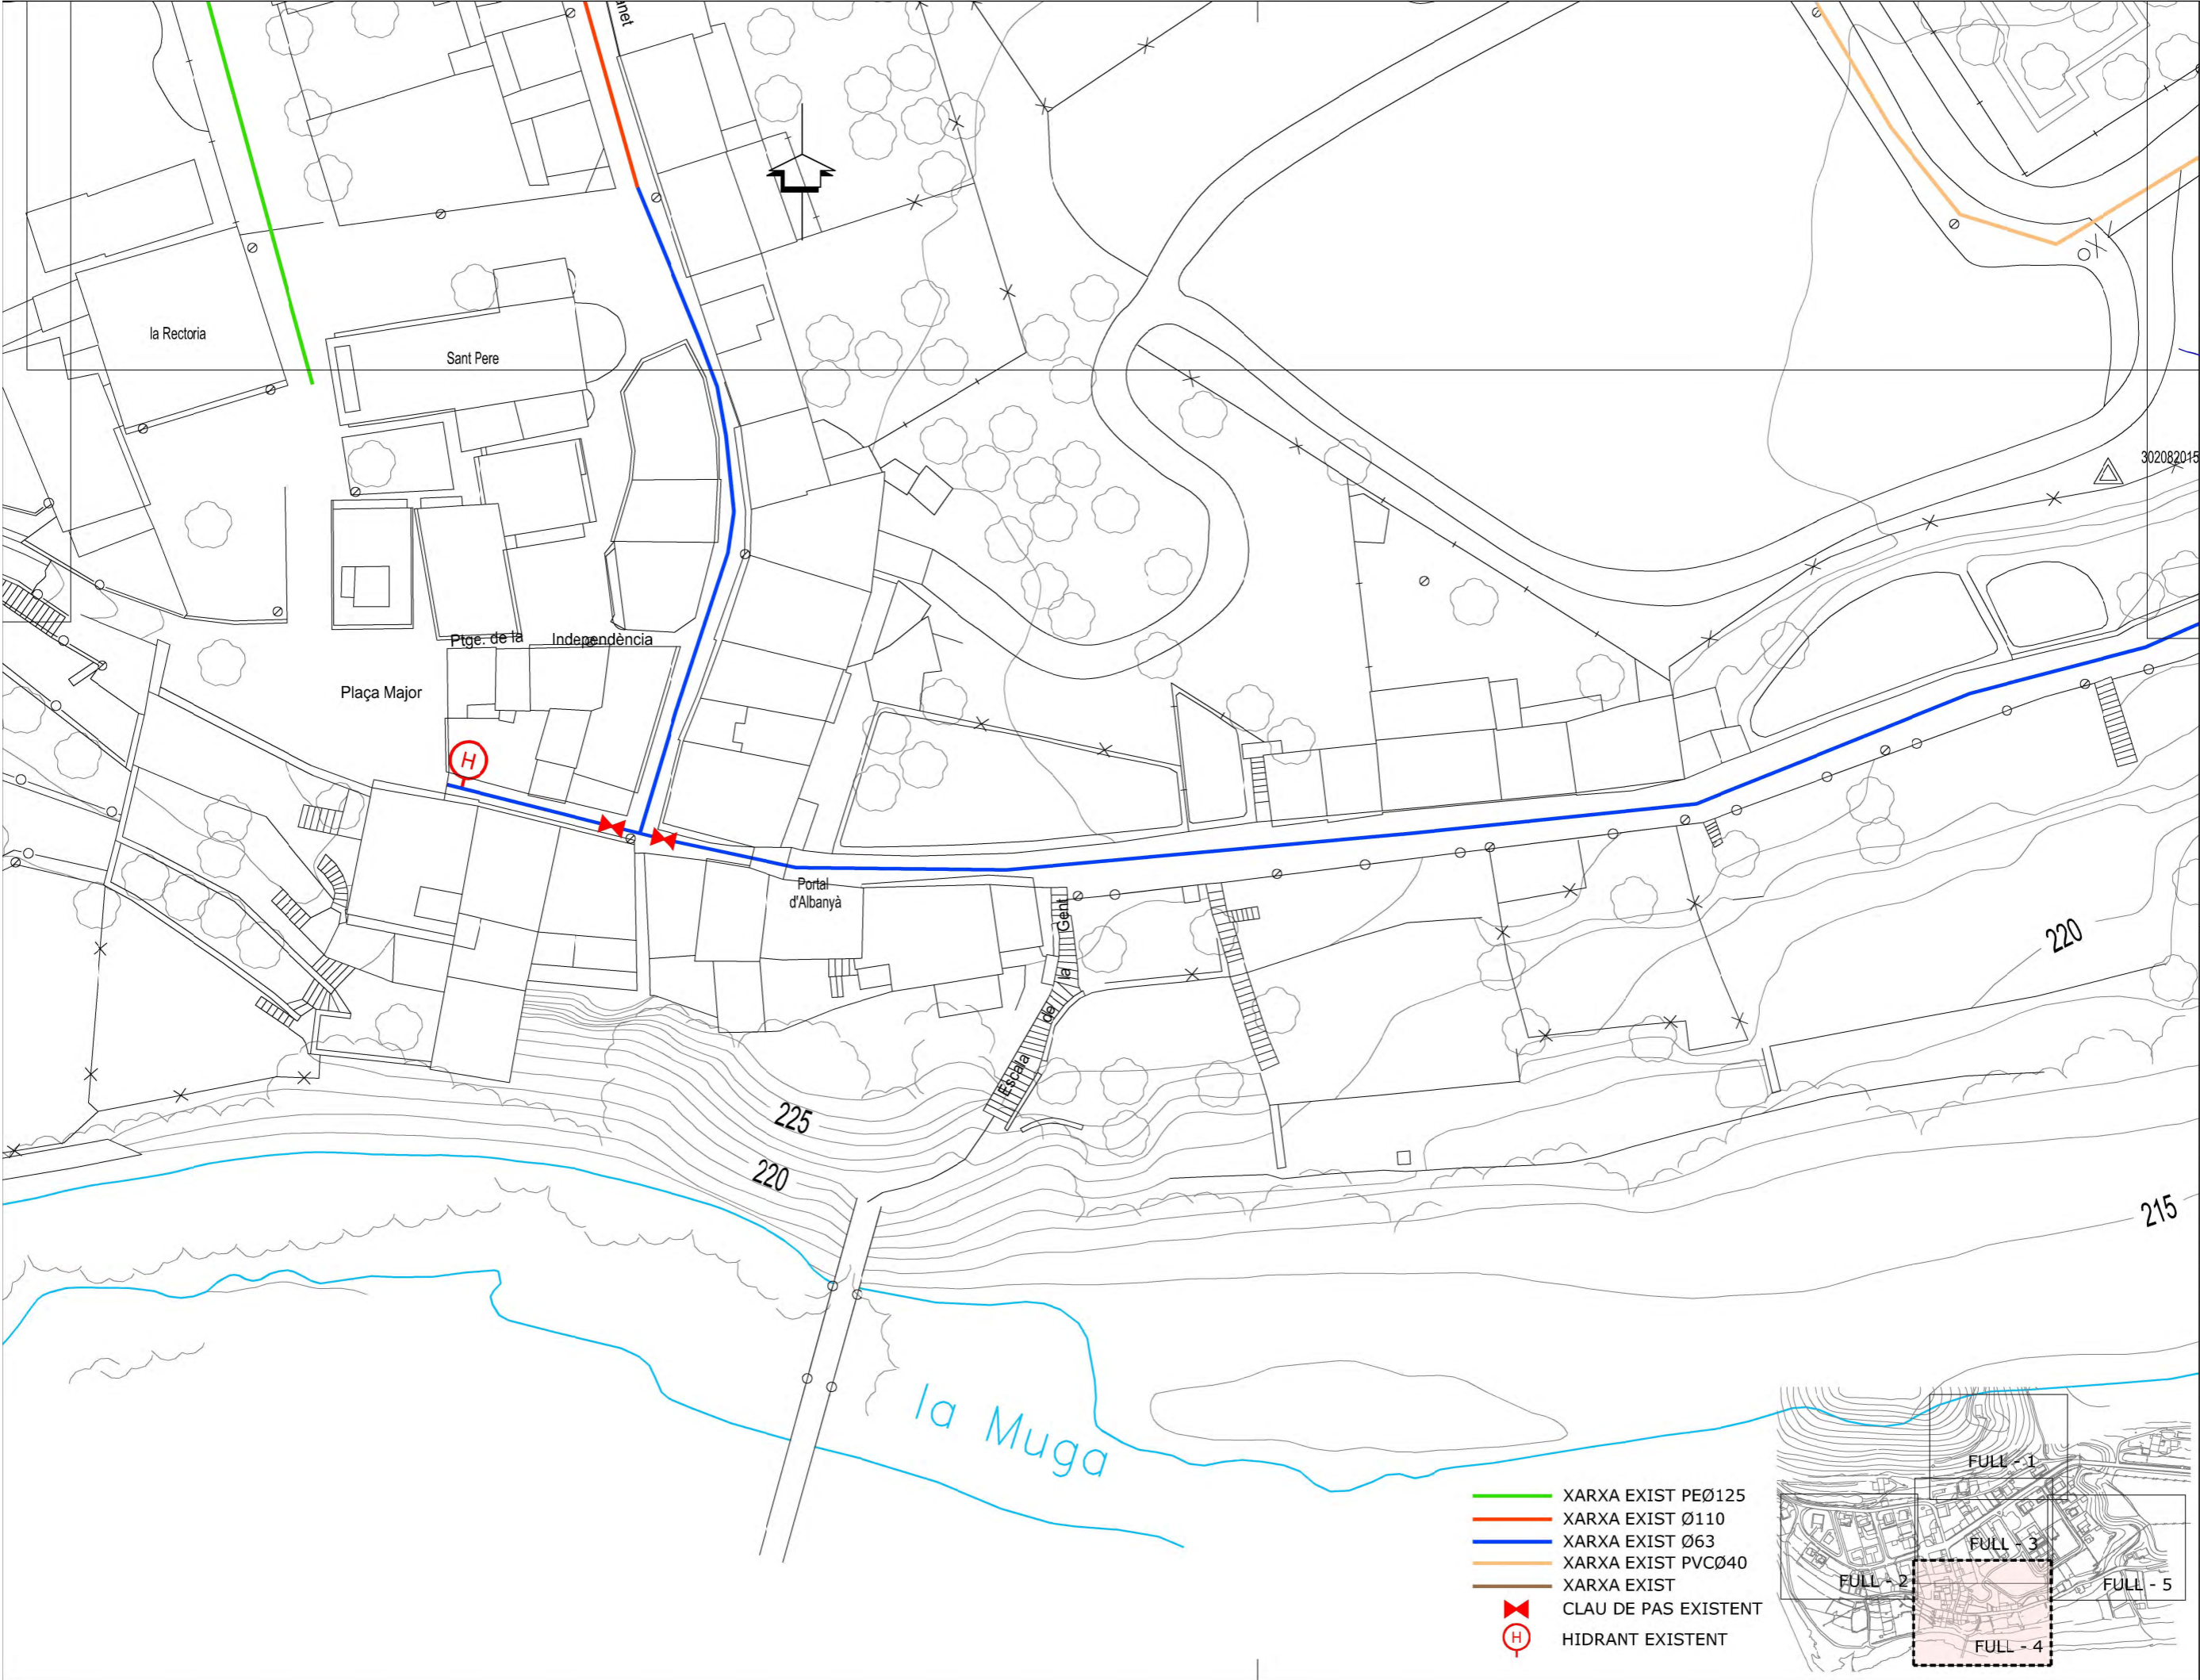 anet
la Rectoria
Sant Pere
302082015
Ptge. de la Independència
Plaça Major
H
Portal
d'Albanyà
Escala de la Gent
220
225
220
215
la Muga
XARXA EXIST PEØ125
XARXA EXIST Ø110
XARXA EXIST Ø63
XARXA EXIST PVCØ40
XARXA EXIST
CLAU DE PAS EXISTENT
H HIDRANT EXISTENT
FULL - 1
FULL - 3
FULL - 2
FULL - 5
FULL - 4